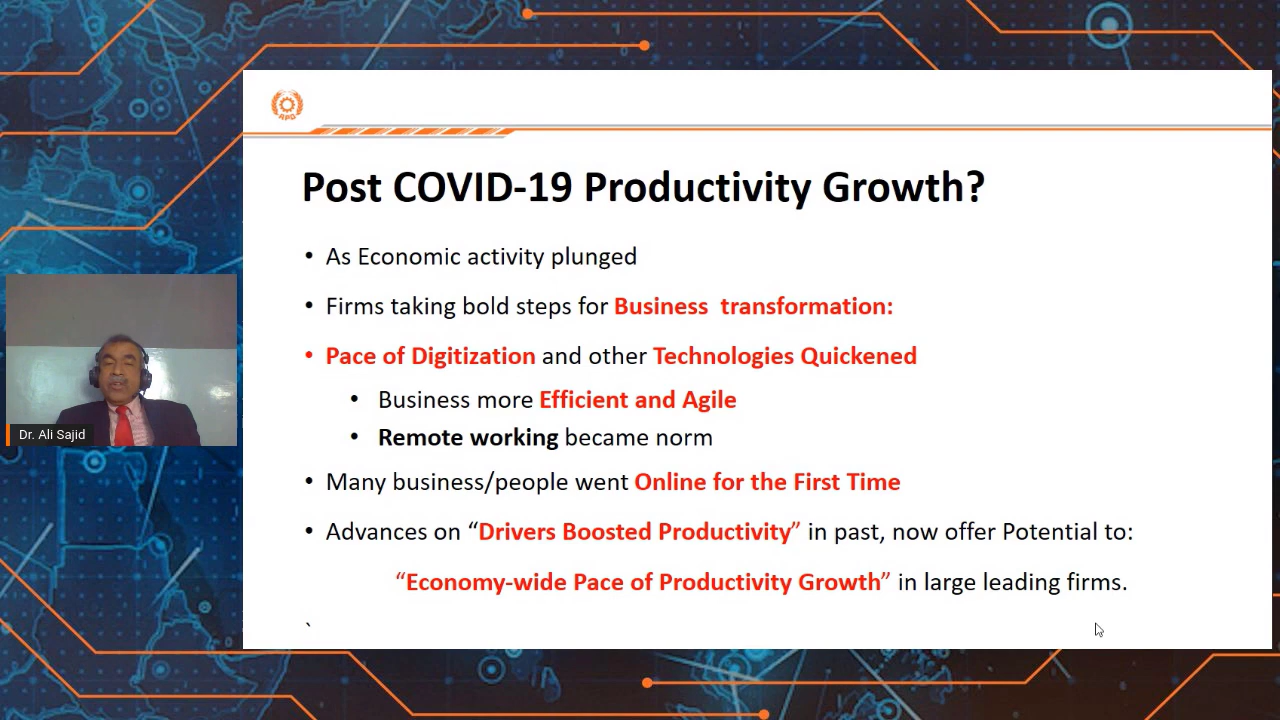 APO
Post COVID-19 Productivity Growth?
• As Economic activity plunged
• Firms taking bold steps for Business  transformation:
• Pace of Digitization and other Technologies Quickened
• Business more Efficient and Agile
• Remote working became norm
• Many business/people went Online for the First Time
• Advances on “Drivers Boosted Productivity” in past, now offer Potential to:
“Economy-wide Pace of Productivity Growth” in large leading firms.
`
Dr. Ali Sajid